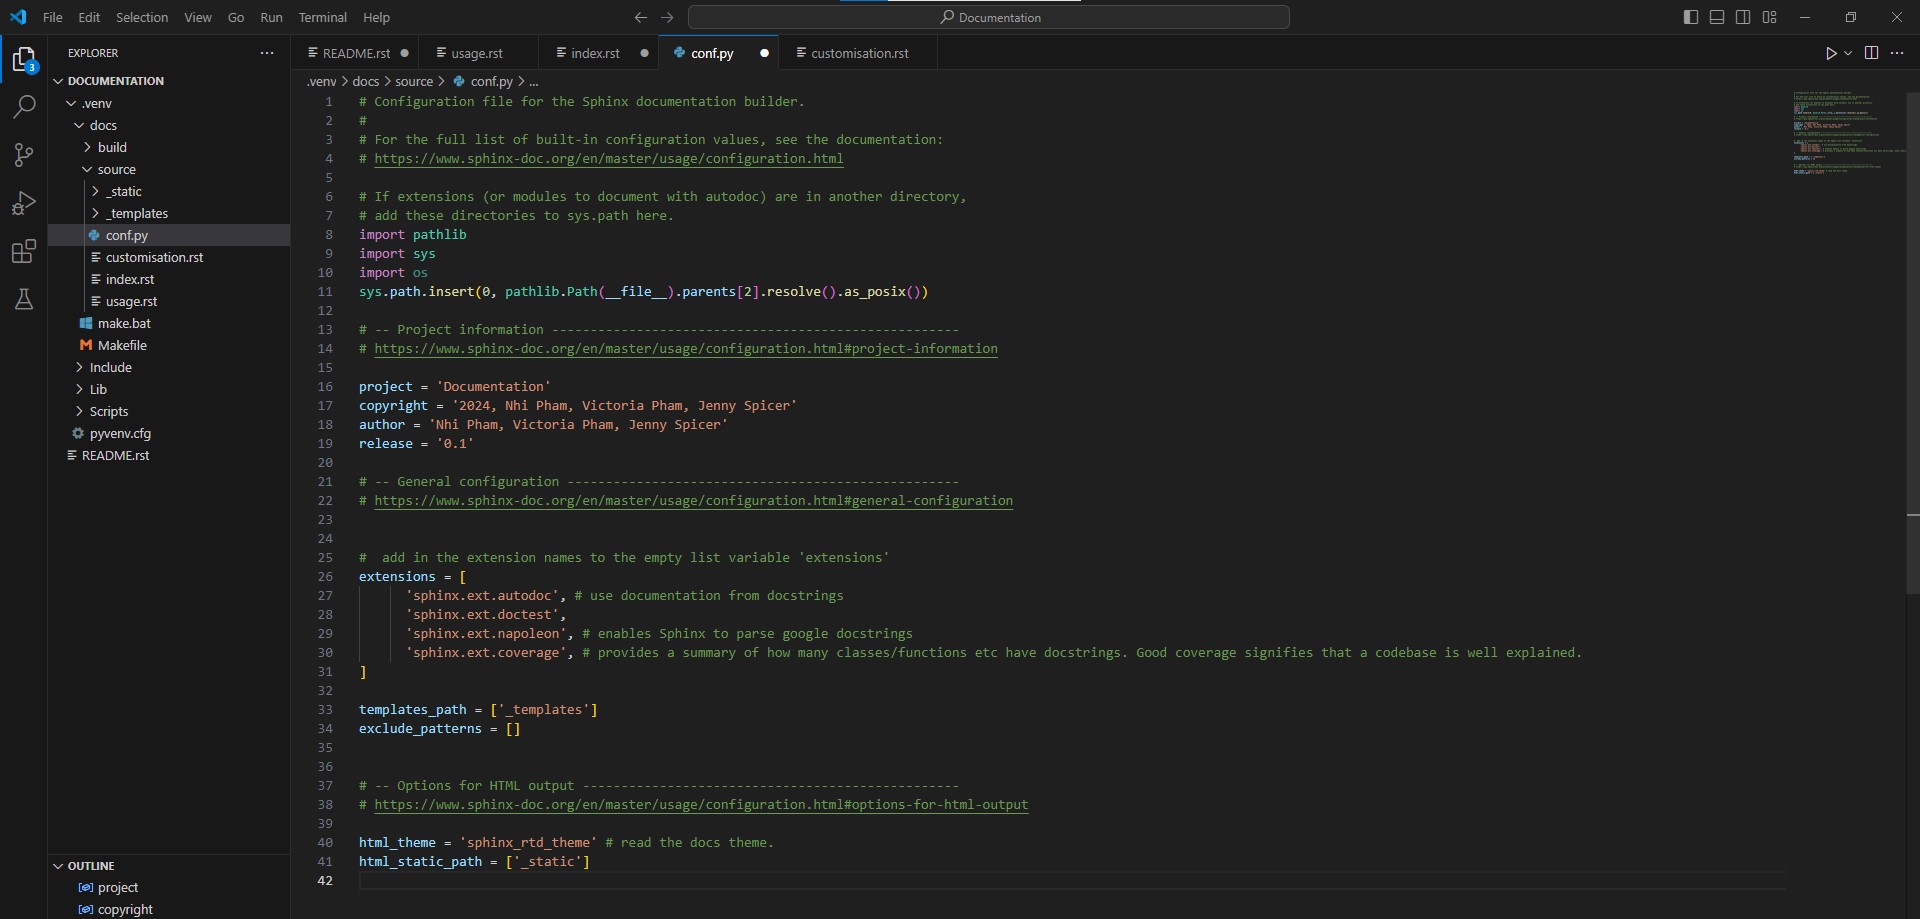 File Edit Selection View Go Run Terminal Help
Documentation
EXPLORER
README.rst
usage.rst
index.rst
conf.py
customisation.rst
3
DOCUMENTATION
.venv
docs
build
source
_static
_templates
conf.py
customisation.rst
index.rst
usage.rst
make.bat
Makefile
Include
Lib
Scripts
pyvenv.cfg
README.rst
OUTLINE
project
copyright
.venv > docs > source > conf.py > ...
1 # Configuration file for the Sphinx documentation builder.
2 #
3 # For the full list of built-in configuration values, see the documentation:
4 # https://www.sphinx-doc.org/en/master/usage/configuration.html
5
6 # If extensions (or modules to document with autodoc) are in another directory,
7 # add these directories to sys.path here.
8 import pathlib
9 import sys
10 import os
11 sys.path.insert(0, pathlib.Path(__file__).parents[2].resolve().as_posix())
12
13 # -- Project information -----------------------------------------------------
14 # https://www.sphinx-doc.org/en/master/usage/configuration.html#project-information
15
16 project = 'Documentation'
17 copyright = '2024, Nhi Pham, Victoria Pham, Jenny Spicer'
18 author = 'Nhi Pham, Victoria Pham, Jenny Spicer'
19 release = '0.1'
20
21 # -- General configuration ---------------------------------------------------
22 # https://www.sphinx-doc.org/en/master/usage/configuration.html#general-configuration
23
24
25 #  add in the extension names to the empty list variable 'extensions'
26 extensions = [
27 'sphinx.ext.autodoc', # use documentation from docstrings
28 'sphinx.ext.doctest',
29 'sphinx.ext.napoleon', # enables Sphinx to parse google docstrings
30 'sphinx.ext.coverage', # provides a summary of how many classes/functions etc have docstrings. Good coverage signifies that a codebase is well explained.
31 ]
32
33 templates_path = ['_templates']
34 exclude_patterns = []
35
36
37 # -- Options for HTML output -------------------------------------------------
38 # https://www.sphinx-doc.org/en/master/usage/configuration.html#options-for-html-output
39
40 html_theme = 'sphinx_rtd_theme' # read the docs theme.
41 html_static_path = ['_static']
42